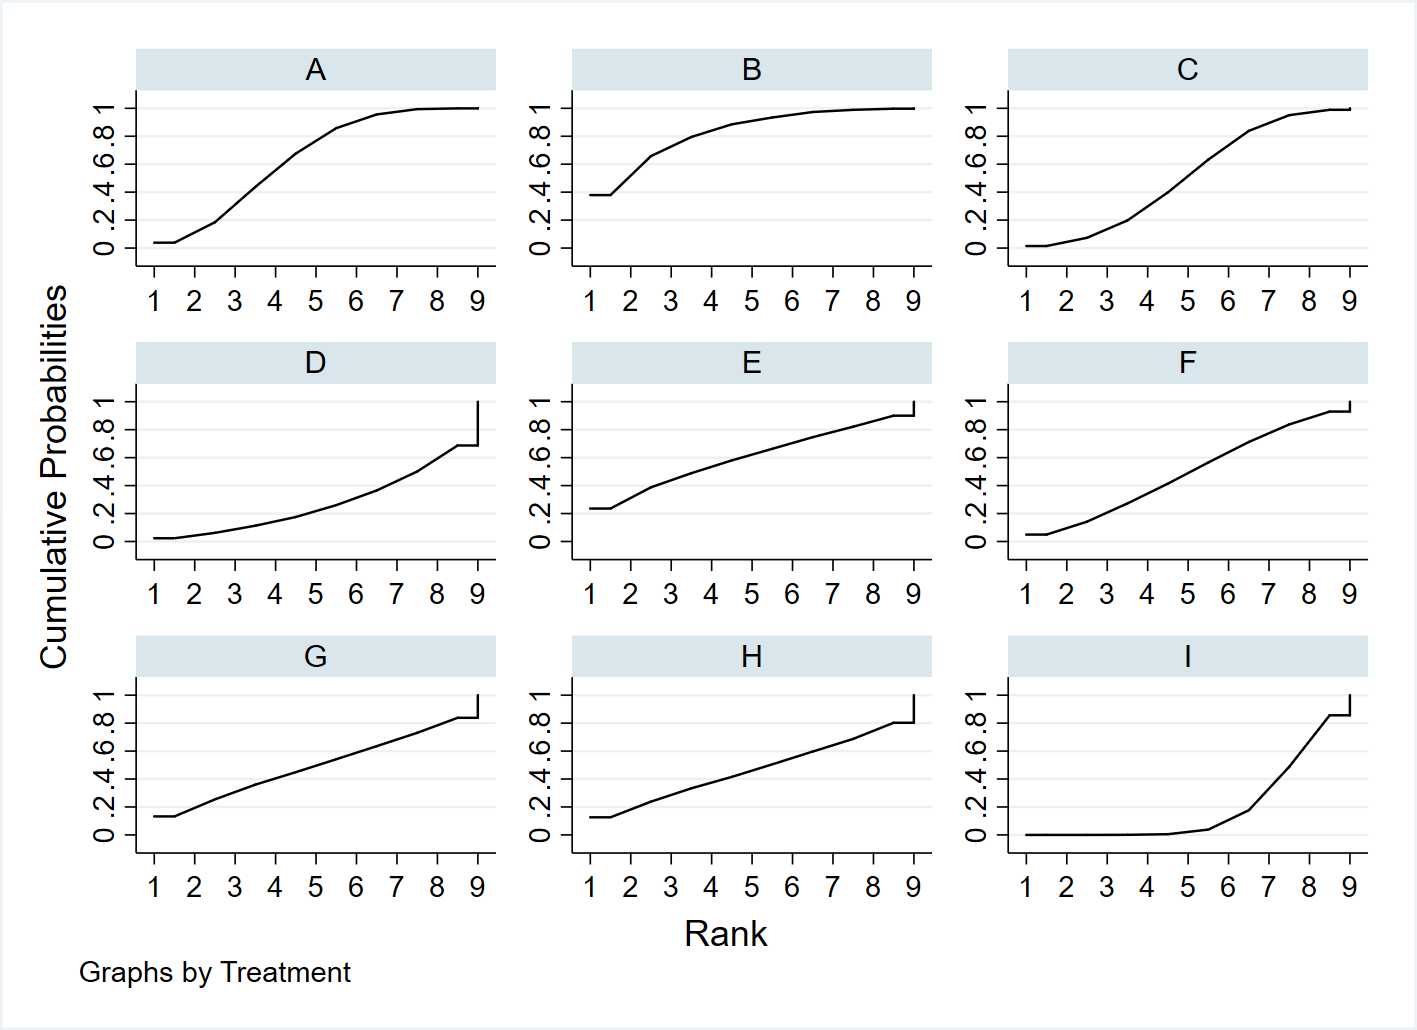 Cumulative Probabilities
A
B
C
1
.8
.6
.4
.2
0
1
.8
.6
.4
.2
0
1
.8
.6
.4
.2
0
1 2 3 4 5 6 7 8 9
1 2 3 4 5 6 7 8 9
1 2 3 4 5 6 7 8 9
D
E
F
1
.8
.6
.4
.2
0
1
.8
.6
.4
.2
0
1
.8
.6
.4
.2
0
1 2 3 4 5 6 7 8 9
1 2 3 4 5 6 7 8 9
1 2 3 4 5 6 7 8 9
G
H
I
1
.8
.6
.4
.2
0
1
.8
.6
.4
.2
0
1
.8
.6
.4
.2
0
1 2 3 4 5 6 7 8 9
1 2 3 4 5 6 7 8 9
1 2 3 4 5 6 7 8 9
Rank
Graphs by Treatment